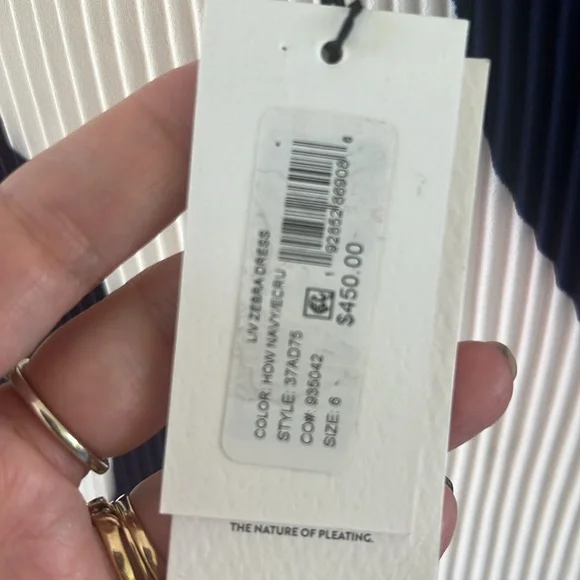 LIV ZEBRA DRESS
COLOR: HOW NAVY/ECRU
STYLE: 37AD75
CO#: 935042
SIZE: 6
$450.00
THE NATURE OF PLEATING.